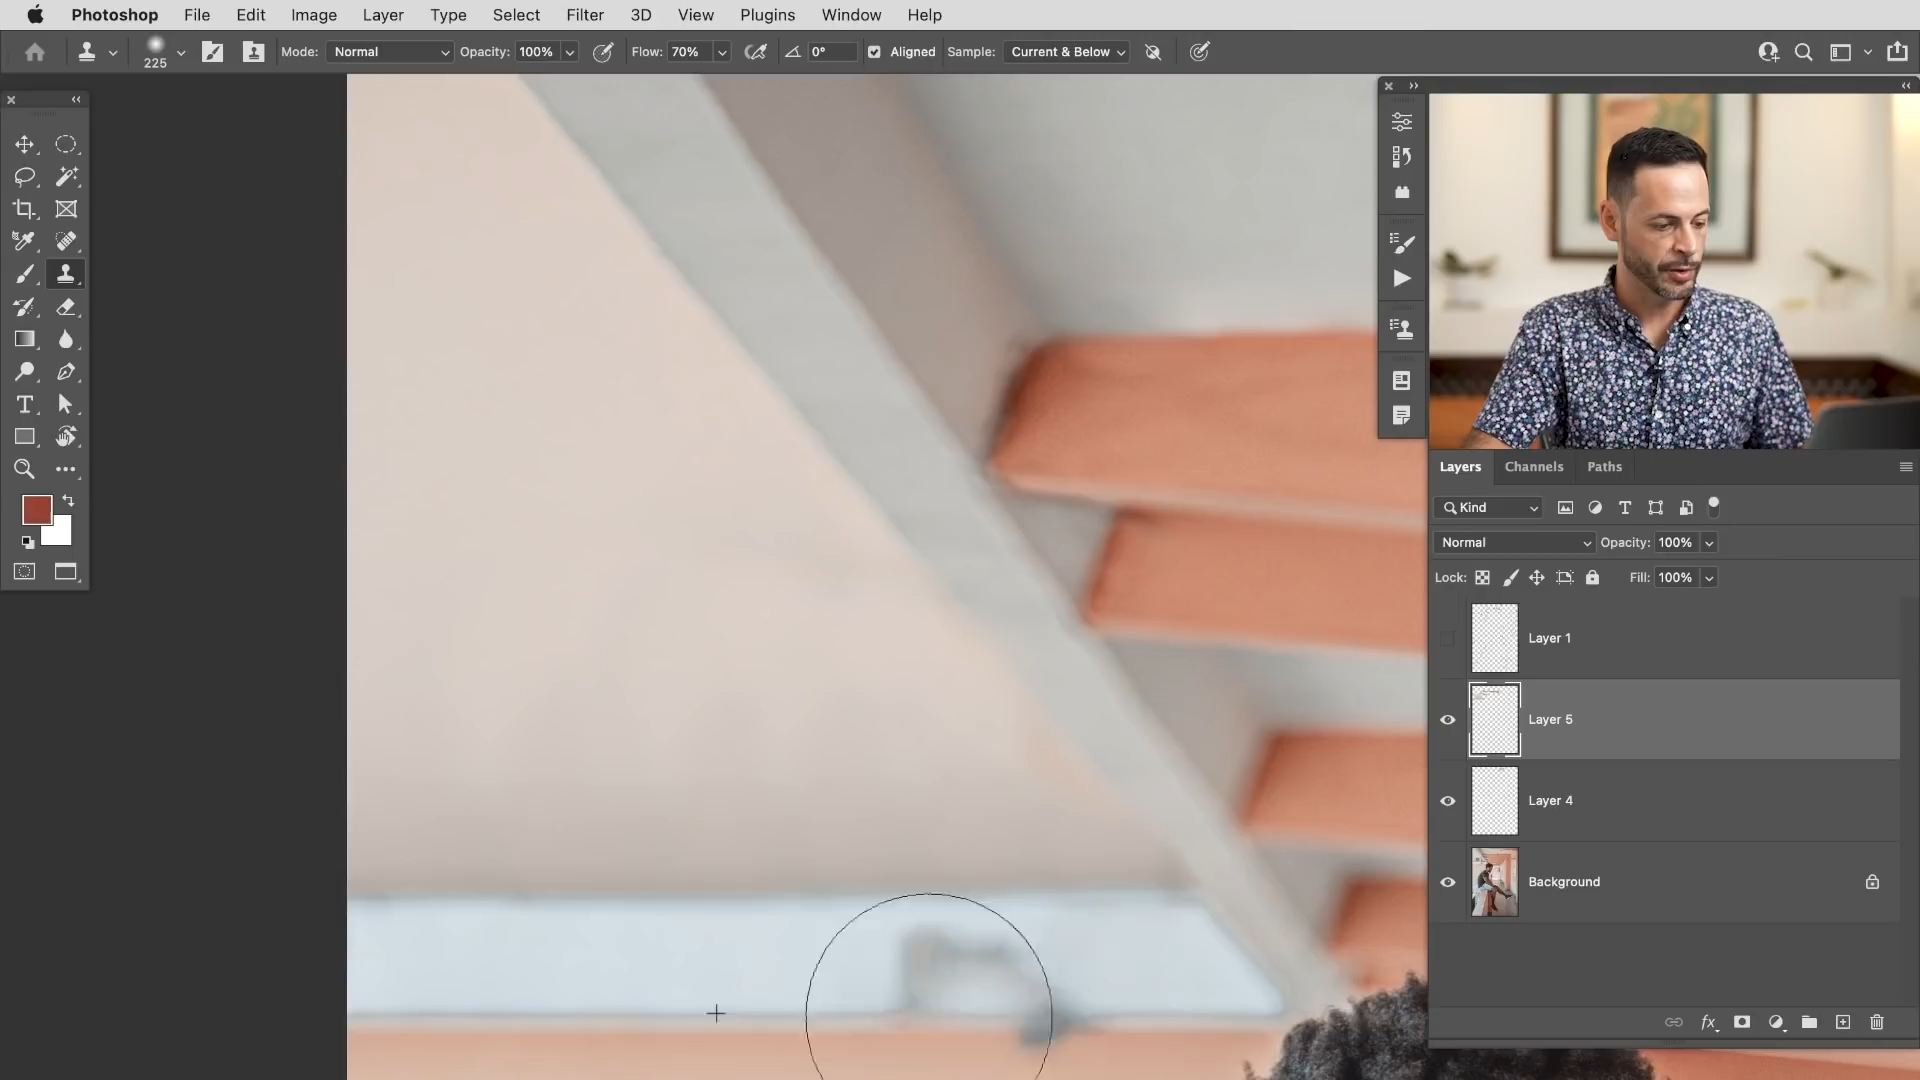 Photoshop File Edit Image Layer Type Select Filter 3D View Plugins Window Help
225 Mode: Normal Opacity: 100% Flow: 70% 0° Aligned Sample: Current & Below
Layers Channels Paths
Kind
Normal Opacity: 100%
Lock: Fill: 100%
Layer 1
Layer 5
Layer 4
Background